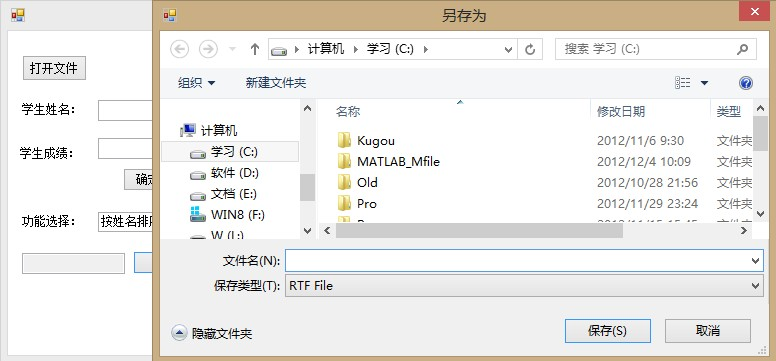 另存为
打开文件
学生姓名：
学生成绩：
确定
功能选择：
按姓名排序
计算机
学习 (C:)
搜索 学习 (C:)
组织
新建文件夹
计算机
学习 (C:)
软件 (D:)
文档 (E:)
WIN8 (F:)
W (L:)
名称
修改日期
类型
Kugou
2012/11/6 9:30
文件夹
MATLAB_Mfile
2012/12/4 10:09
文件夹
Old
2012/10/28 21:56
文件夹
Pro
2012/11/29 23:24
文件夹
文件名(N):
保存类型(T):
RTF File
隐藏文件夹
保存(S)
取消